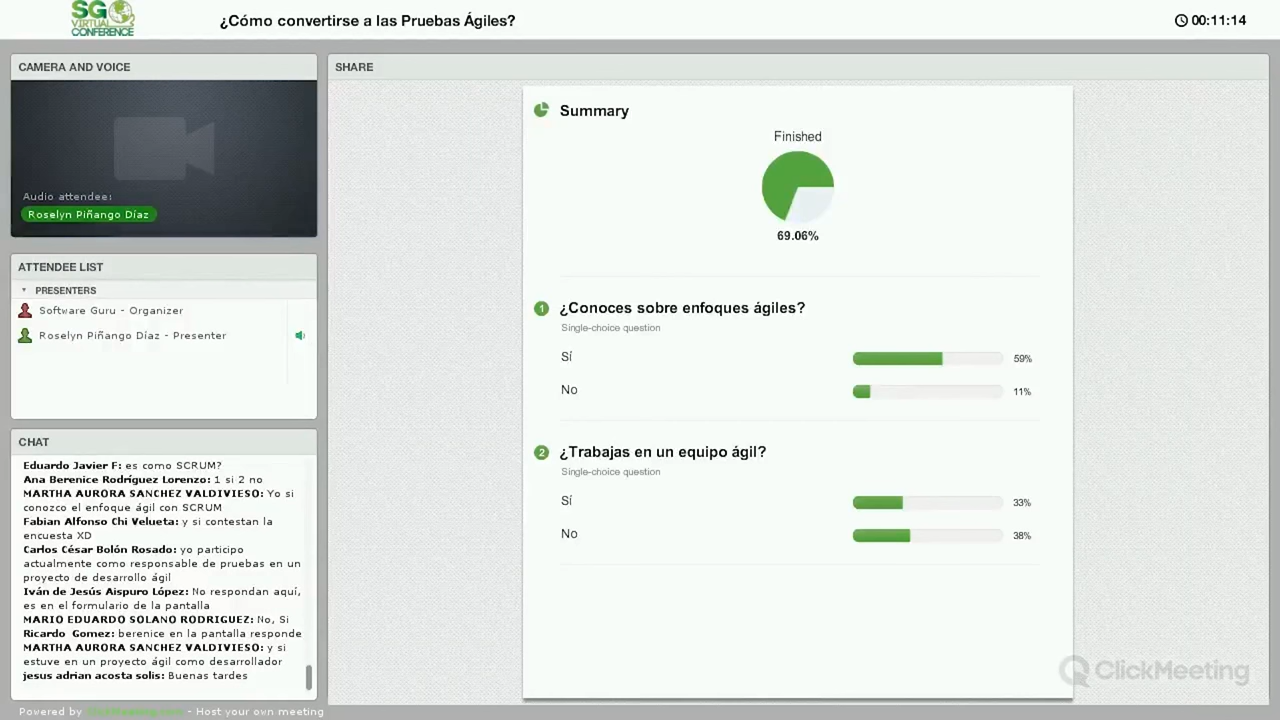 SG
VIRTUAL
CONFERENCE
¿Cómo convertirse a las Pruebas Ágiles?
00:11:14
CAMERA AND VOICE
Audio attendee:
Roselyn Piñango Díaz
ATTENDEE LIST
PRESENTERS
Software Guru - Organizer
Roselyn Piñango Díaz - Presenter
CHAT
Eduardo Javier F: es como SCRUM?
Ana Berenice Rodríguez Lorenzo: 1 si 2 no
MARTHA AURORA SANCHEZ VALDIVIESO: Yo si
conozco el enfoque ágil con SCRUM
Fabian Alfonso Chi Velueta: y si contestan la
encuesta XD
Carlos César Bolón Rosado: yo participo
actualmente como responsable de pruebas en un
proyecto de desarrollo ágil
Iván de Jesús Aispuro López: No respondan aquí,
es en el formulario de la pantalla
MARIO EDUARDO SOLANO RODRIGUEZ: No, Si
Ricardo Gomez: berenice en la pantalla responde
MARTHA AURORA SANCHEZ VALDIVIESO: y si
estuve en un proyecto ágil como desarrollador
jesus adrian acosta solis: Buenas tardes
Powered by ClickMeeting.com - Host your own meeting
SHARE
Summary
Finished
69.06%
1 ¿Conoces sobre enfoques ágiles?
Single-choice question
Sí 59%
No 11%
2 ¿Trabajas en un equipo ágil?
Single-choice question
Sí 33%
No 38%
ClickMeeting